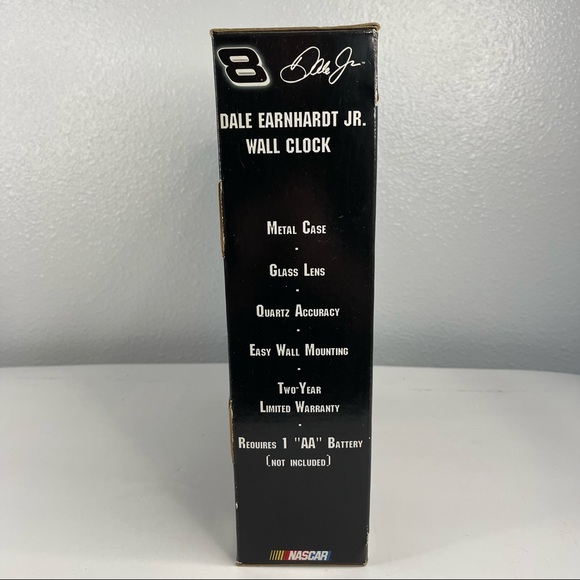 8 Dale Jr.
DALE EARNHARDT JR.
WALL CLOCK
METAL CASE
•
GLASS LENS
•
QUARTZ ACCURACY
•
EASY WALL MOUNTING
•
TWO-YEAR
LIMITED WARRANTY
•
REQUIRES 1 "AA" BATTERY
(NOT INCLUDED)
NASCAR